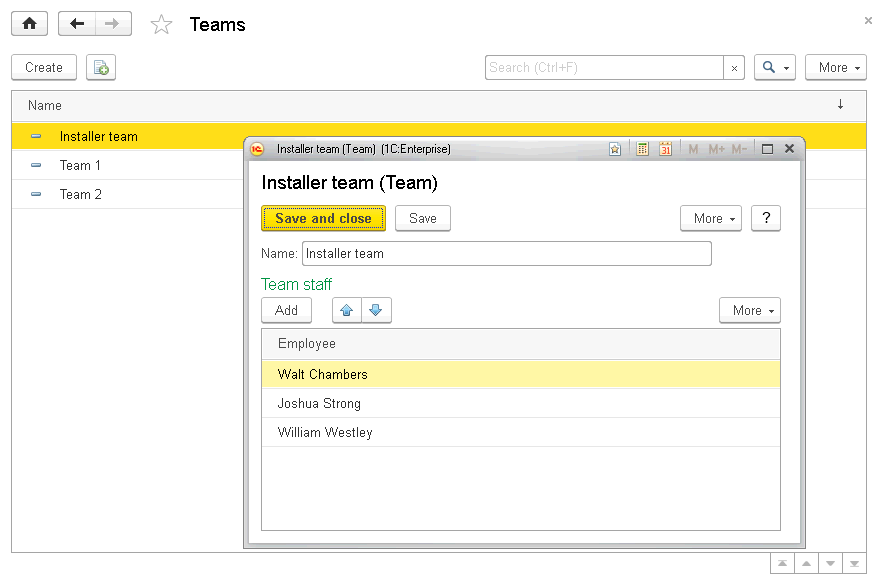 Teams
Create
Search (Ctrl+F)
More
Name
Installer team
Team 1
Team 2
1C
Installer team (Team) (1C:Enterprise)
31
M M+ M-
Installer team (Team)
Save and close
Save
More
?
Name: Installer team
Team staff
Add
More
Employee
Walt Chambers
Joshua Strong
William Westley